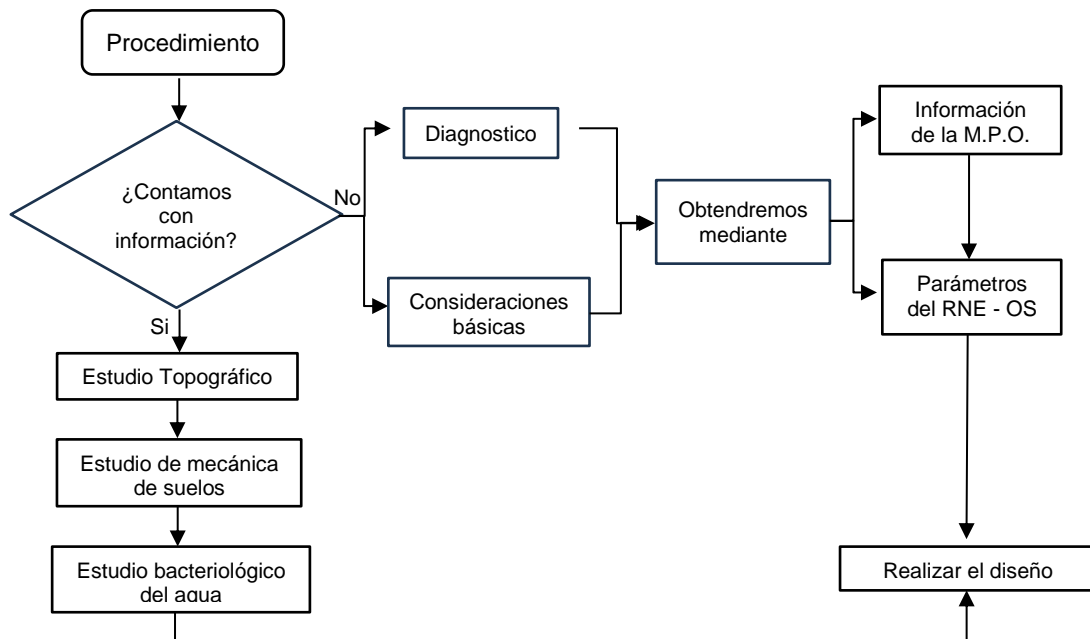 Procedimiento
¿Contamos
con
información?
No
Si
Diagnostico
Consideraciones
básicas
Obtendremos
mediante
Información
de la M.P.O.
Parámetros
del RNE - OS
Estudio Topográfico
Estudio de mecánica
de suelos
Estudio bacteriológico
del agua
Realizar el diseño